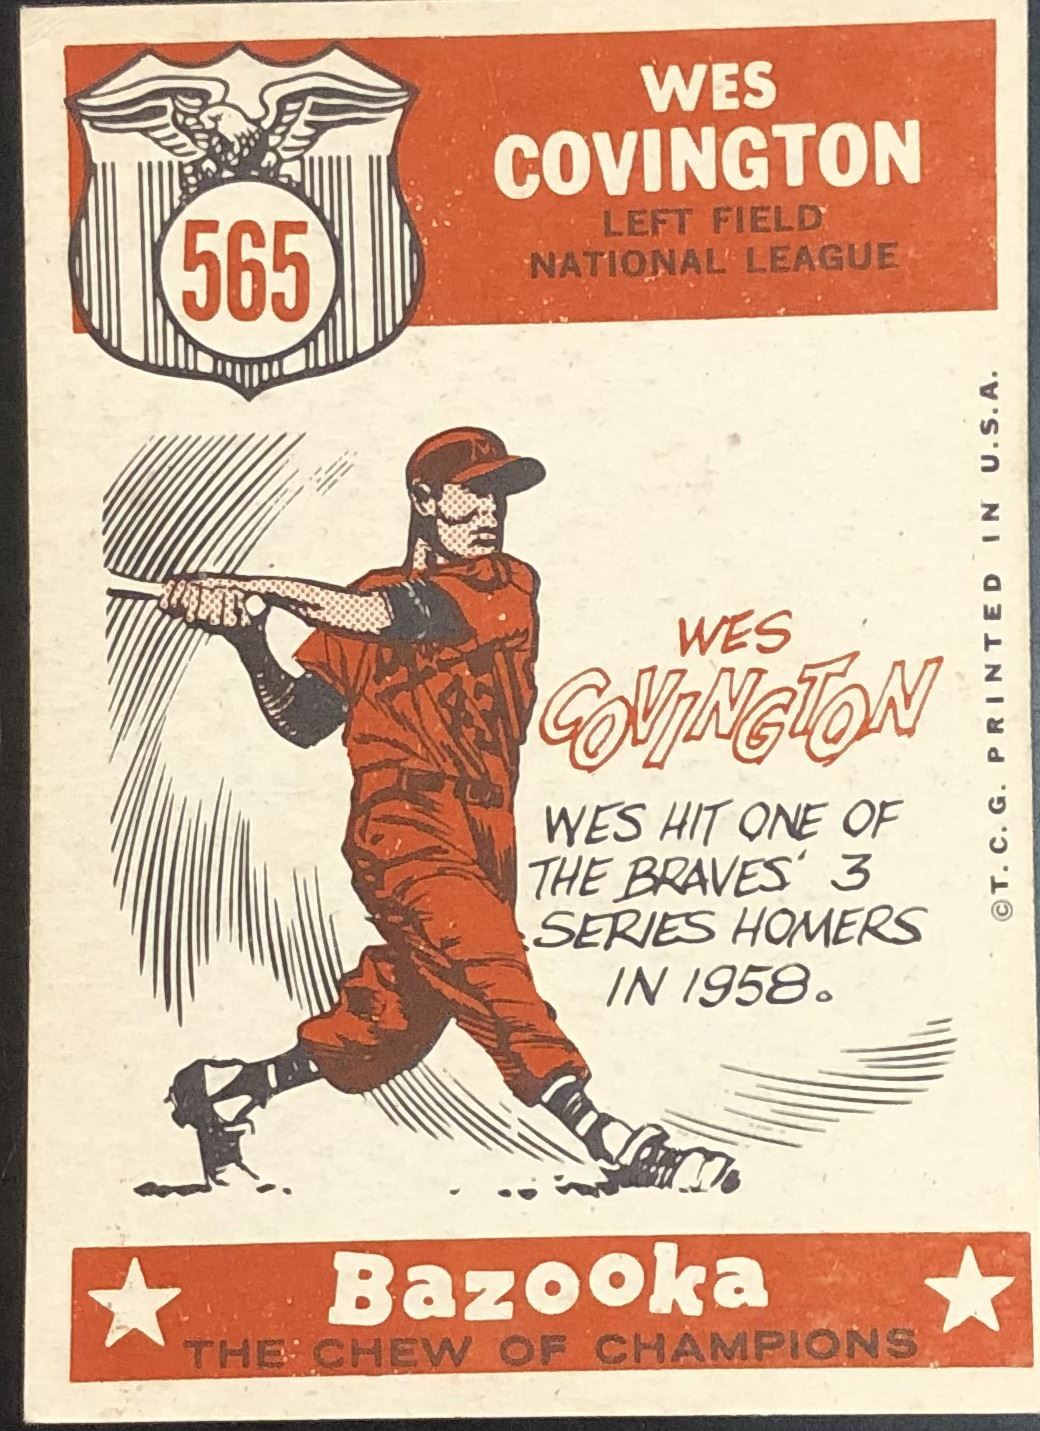 WES
COVINGTON
LEFT FIELD
NATIONAL LEAGUE
565
M
WES
COVINGTON
WES HIT ONE OF
THE BRAVES' 3
SERIES HOMERS
IN 1958.
© T. C. G. PRINTED IN U.S.A.
Bazooka
THE CHEW OF CHAMPIONS